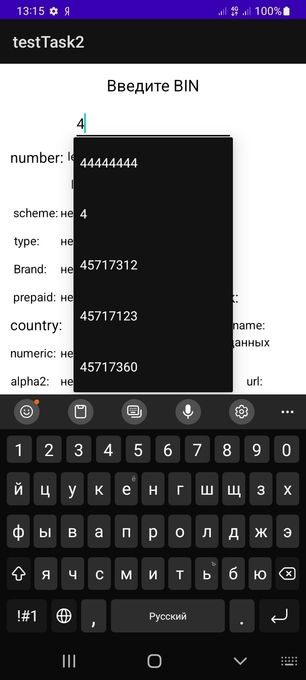 13:15 Я 4G 100%
testTask2
Введите BIN
4
44444444
number: le
4
scheme: не
type: не
45717312
Brand: не
prepaid: не
45717123
country: name:
данных
numeric: не
45717360
alpha2: не url:
1 2 3 4 5 6 7 8 9 0
й ц у к е ё н г ш щ з х
ф ы в а п р о л д ж э
я ч с м и т ь ъ б ю
!#1 , Русский .